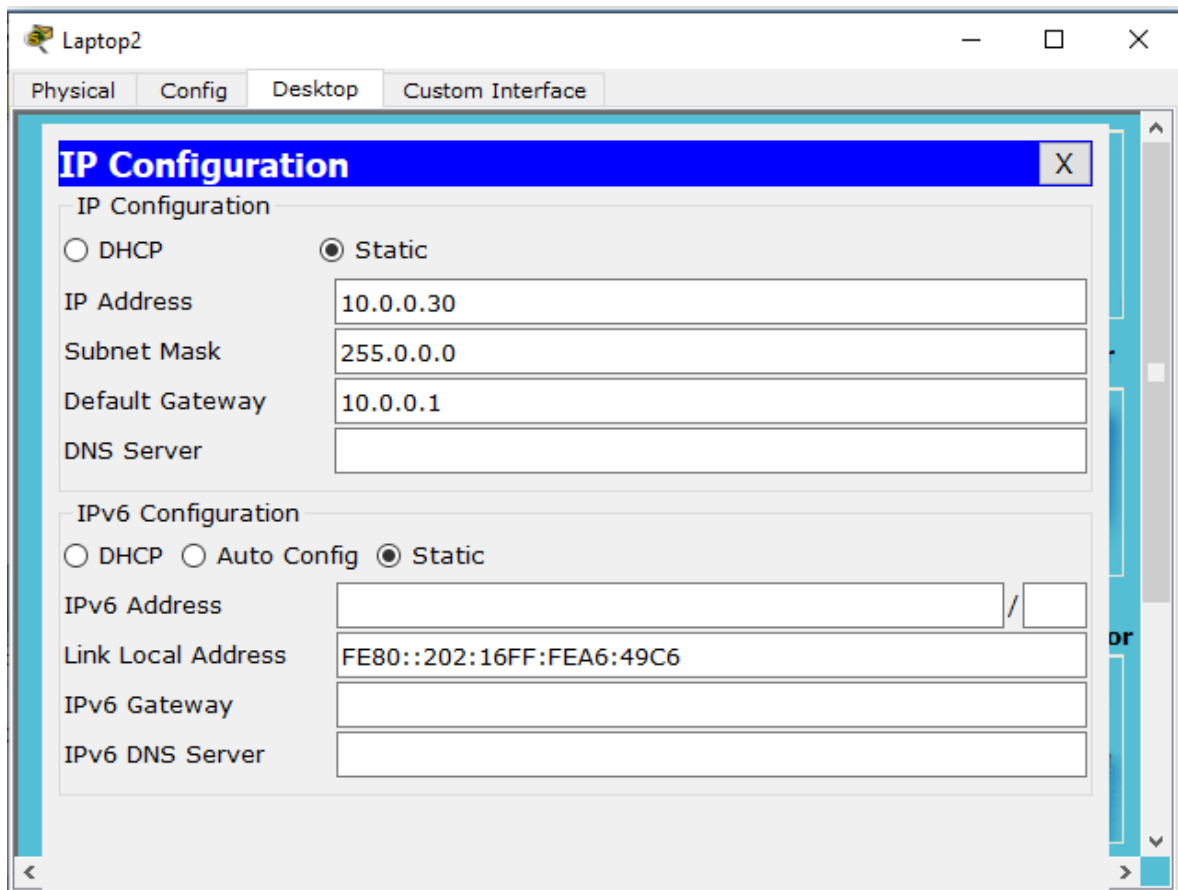 Laptop2
Physical Config Desktop Custom Interface
IP Configuration X
IP Configuration
DHCP Static
IP Address 10.0.0.30
Subnet Mask 255.0.0.0
Default Gateway 10.0.0.1
DNS Server
IPv6 Configuration
DHCP Auto Config Static
IPv6 Address /
Link Local Address FE80::202:16FF:FEA6:49C6
or
IPv6 Gateway
IPv6 DNS Server